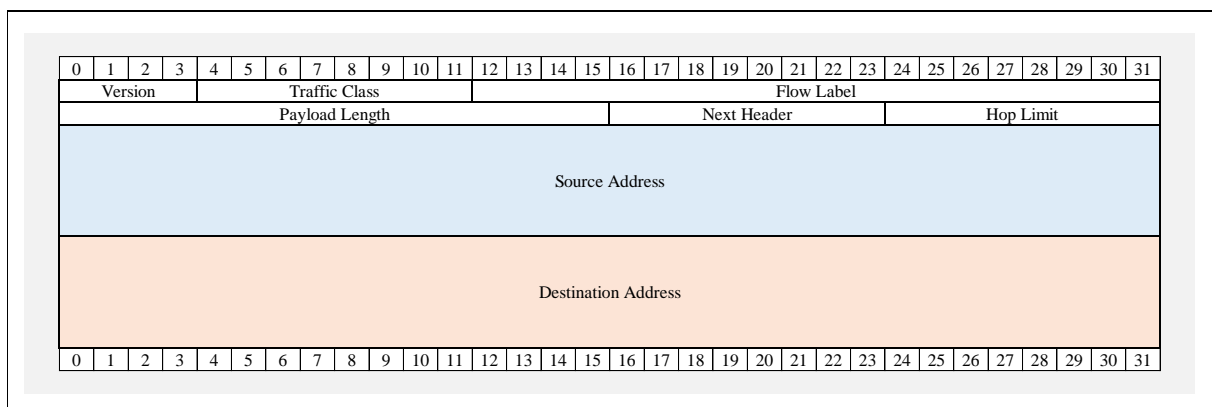 0 1 2 3 4 5 6 7 8 9 10 11 12 13 14 15 16 17 18 19 20 21 22 23 24 25 26 27 28 29 30 31
Version Traffic Class Flow Label
Payload Length Next Header Hop Limit
Source Address
Destination Address
0 1 2 3 4 5 6 7 8 9 10 11 12 13 14 15 16 17 18 19 20 21 22 23 24 25 26 27 28 29 30 31